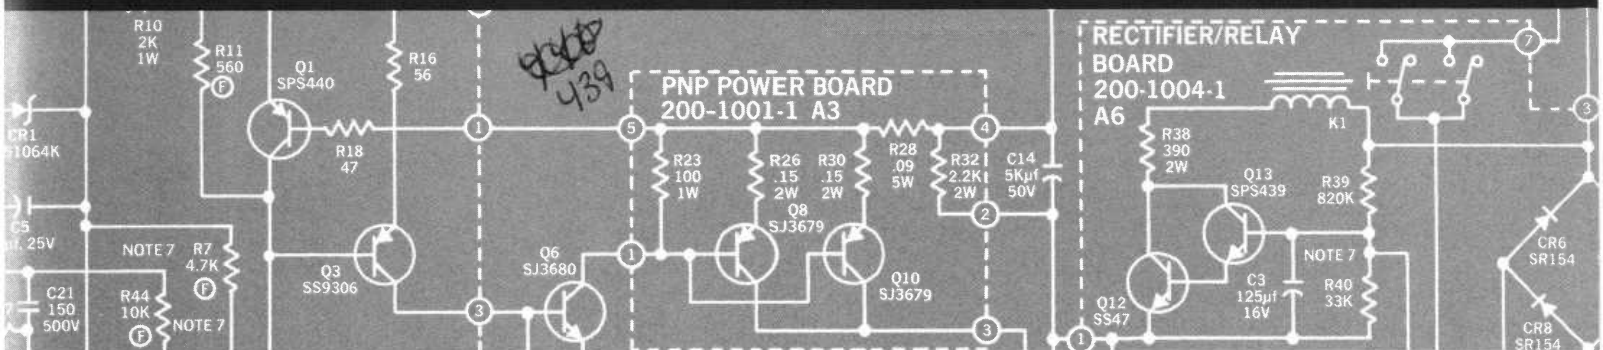 R10
2K
1W
R11
560
F
Q1
SPS440
R16
56
439
PNP POWER BOARD
200-1001-1 A3
RECTIFIER/RELAY
BOARD
200-1004-1
A6
7
3
K1
CR1
1064K
R18
47
1
5
4
R23
100
1W
R26
.15
2W
R30
.15
2W
R28
.09
5W
R32
2.2K
2W
C14
5Kµf
50V
R38
390
2W
Q13
SPS439
R39
820K
2
Q8
SJ3679
C5
25V
NOTE 7
R7
4.7K
F
Q3
SS9306
Q6
SJ3680
1
Q10
SJ3679
NOTE 7
CR6
SR154
C21
150
500V
R44
10K
F
NOTE 7
3
3
Q12
SS47
1
C3
125µf
16V
R40
33K
CR8
SR154